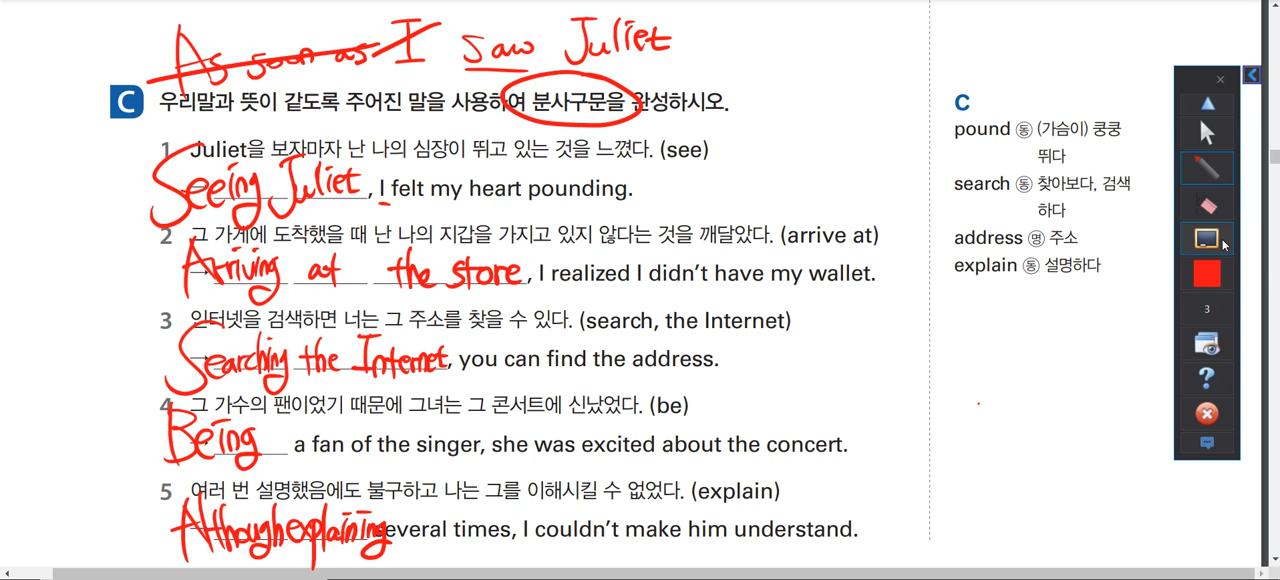 As soon as I saw Juliet
C 우리말과 뜻이 같도록 주어진 말을 사용하여 분사구문을 완성하시오.
1 Juliet을 보자마자 난 나의 심장이 뛰고 있는 것을 느꼈다. (see)
→ Seeing Juliet, I felt my heart pounding.
2 그 가게에 도착했을 때 난 나의 지갑을 가지고 있지 않다는 것을 깨달았다. (arrive at)
→ Arriving at the store, I realized I didn't have my wallet.
3 인터넷을 검색하면 너는 그 주소를 찾을 수 있다. (search, the Internet)
→ Searching the Internet, you can find the address.
4 그 가수의 팬이었기 때문에 그녀는 그 콘서트에 신났었다. (be)
→ Being a fan of the singer, she was excited about the concert.
5 여러 번 설명했음에도 불구하고 나는 그를 이해시킬 수 없었다. (explain)
→ Although explaining several times, I couldn't make him understand.
C
pound 동 (가슴이) 쿵쿵
뛰다
search 동 찾아보다, 검색
하다
address 명 주소
explain 동 설명하다
3